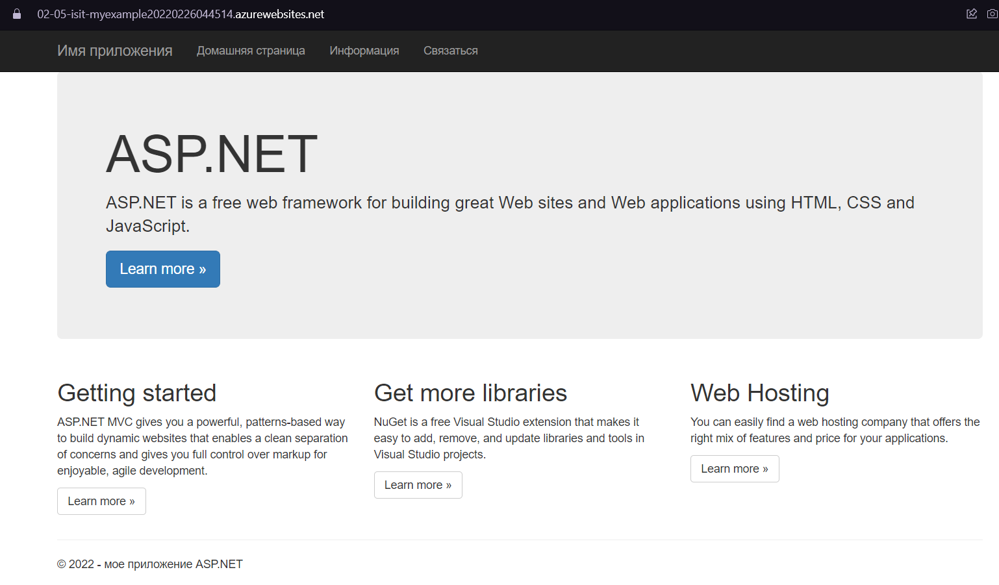 02-05-isit-myexample20220226044514.azurewebsites.net
Имя приложения Домашняя страница Информация Связаться
ASP.NET
ASP.NET is a free web framework for building great Web sites and Web applications using HTML, CSS and
JavaScript.
Learn more »
Getting started
ASP.NET MVC gives you a powerful, patterns-based way
to build dynamic websites that enables a clean separation
of concerns and gives you full control over markup for
enjoyable, agile development.
Learn more »
Get more libraries
NuGet is a free Visual Studio extension that makes it
easy to add, remove, and update libraries and tools in
Visual Studio projects.
Learn more »
Web Hosting
You can easily find a web hosting company that offers the
right mix of features and price for your applications.
Learn more »
© 2022 - мое приложение ASP.NET